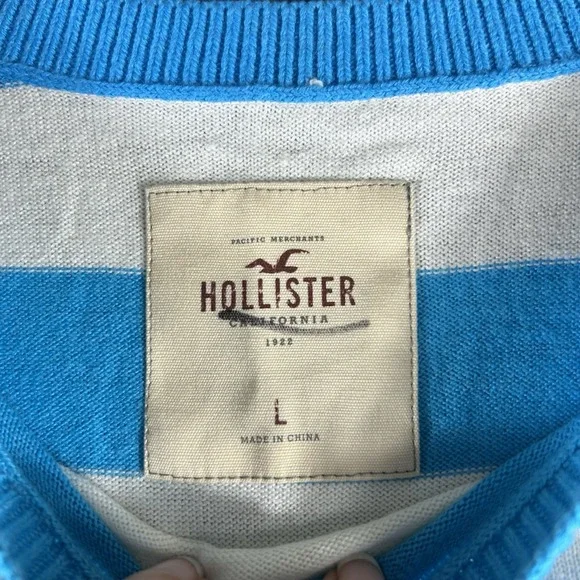 PACIFIC MERCHANTS
HOLLISTER
CALIFORNIA
1922
L
MADE IN CHINA